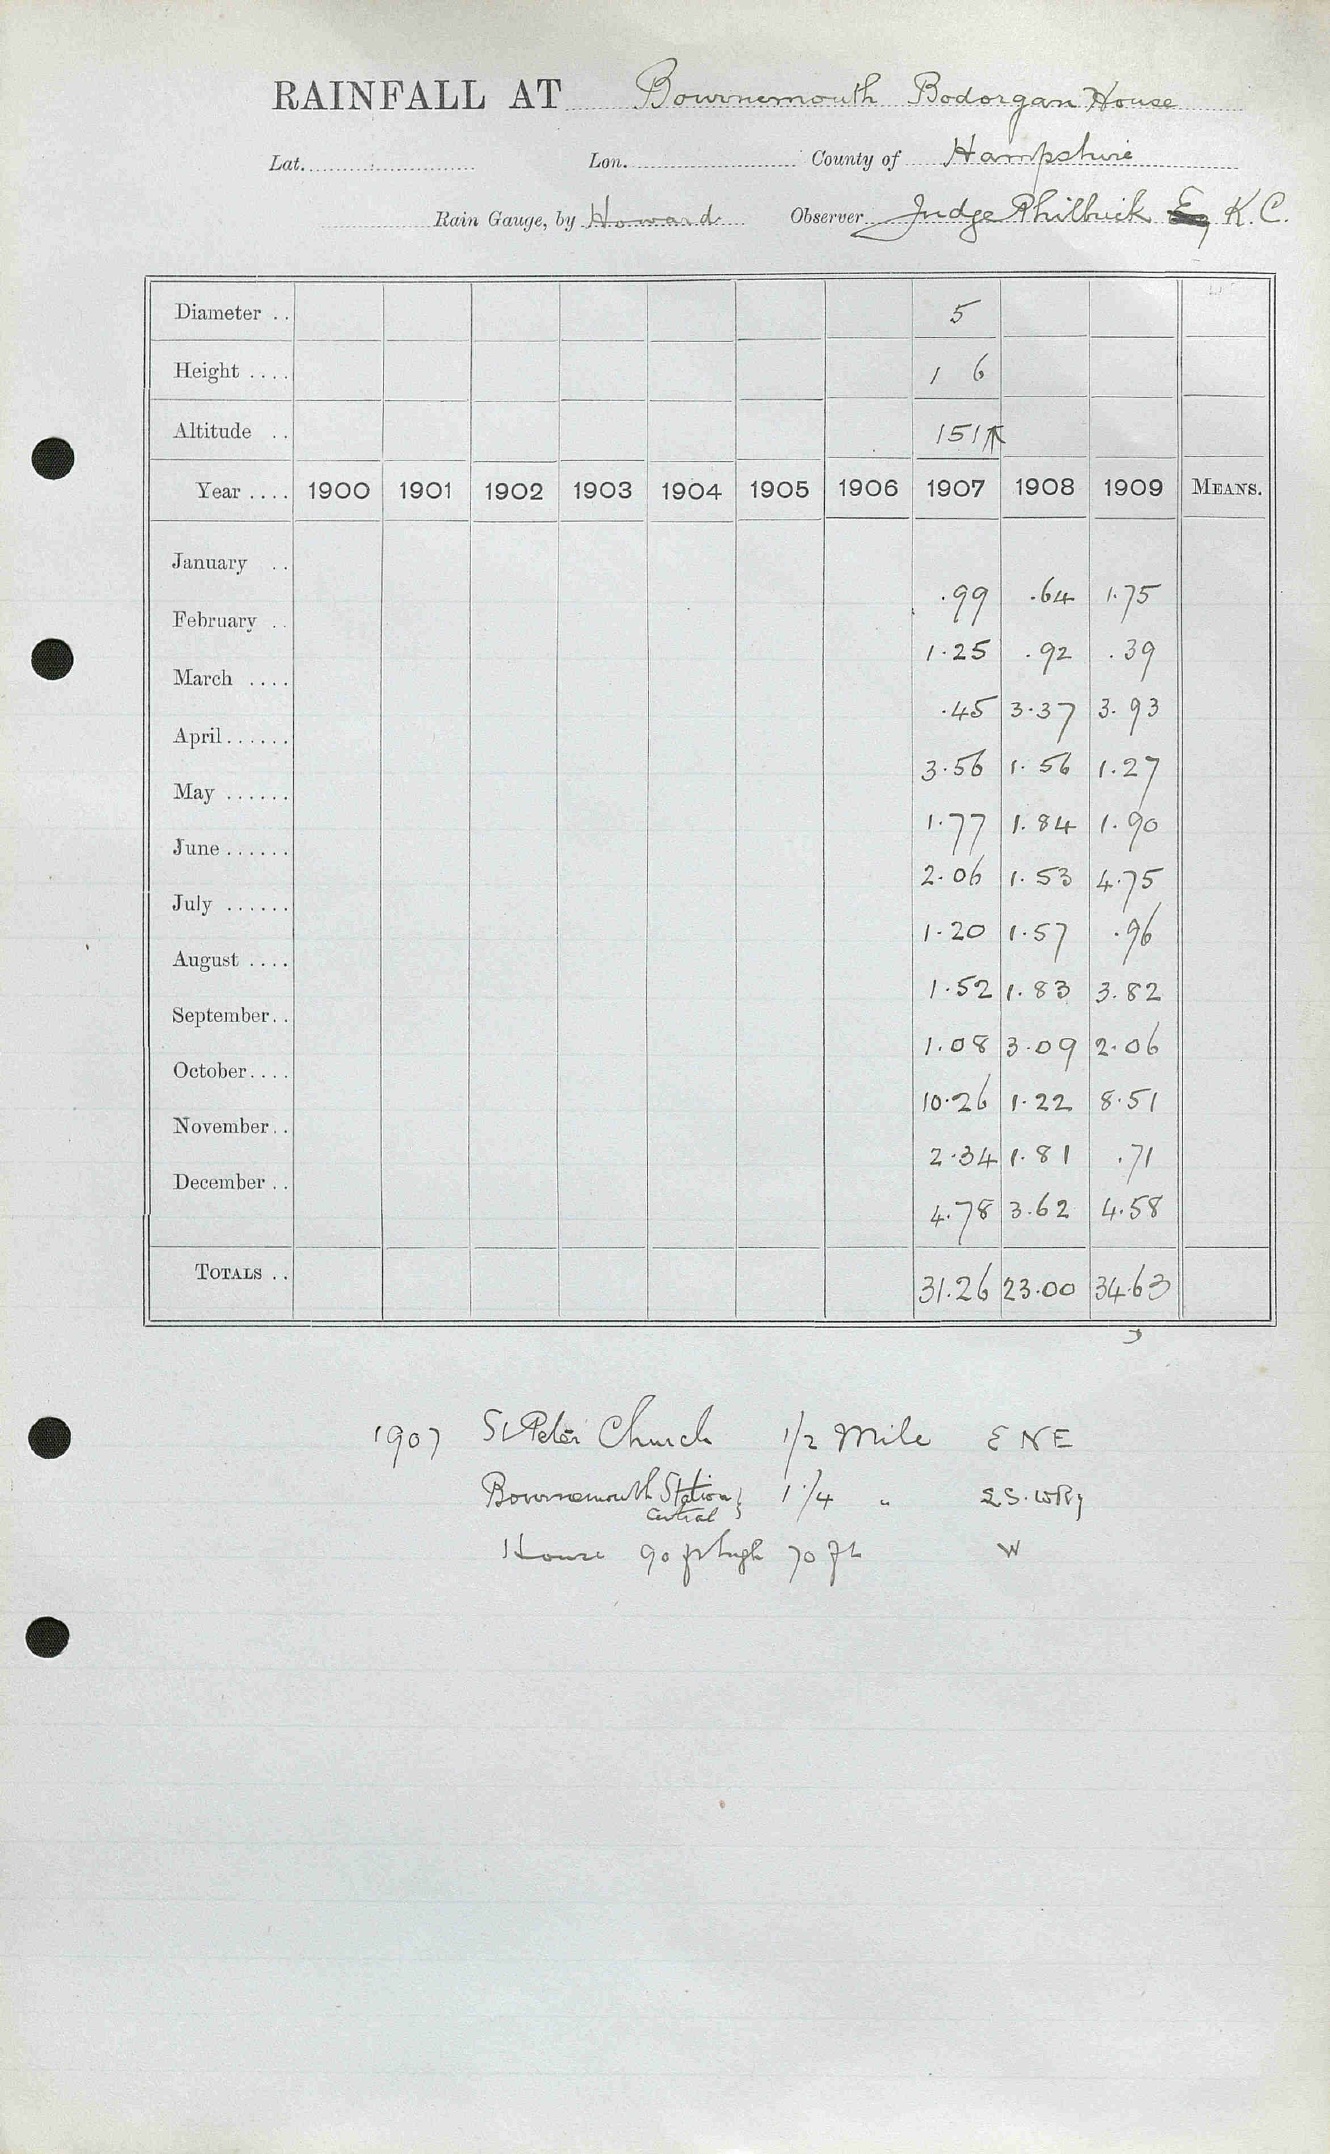 RAINFALL AT Bournemouth Bodorgan House
Lat. Lon. County of Hampshire
Rain Gauge, by Howard Observer Judge Philbrick K.C.
Diameter .. 5
Height .... 1 6
Altitude .. 151
Year .... 1900 1901 1902 1903 1904 1905 1906 1907 1908 1909 MEANS.
January .. .99 .64 1.75
February .. 1.25 .92 .39
March .... .45 3.37 3.93
April...... 3.56 1.56 1.27
May ...... 1.77 1.84 1.90
June ...... 2.06 1.53 4.75
July ...... 1.20 1.57 .96
August .... 1.52 1.83 3.82
September.. 1.08 3.09 2.06
October.... 10.26 1.22 8.51
November.. 2.34 1.81 .71
December .. 4.78 3.62 4.58
TOTALS .. 31.26 23.00 34.63
1907 St Peter Church 1/2 Mile ENE
Bournemouth Station 1 1/4 " L.S.WRy
Central
House 90 ft high 70 ft W